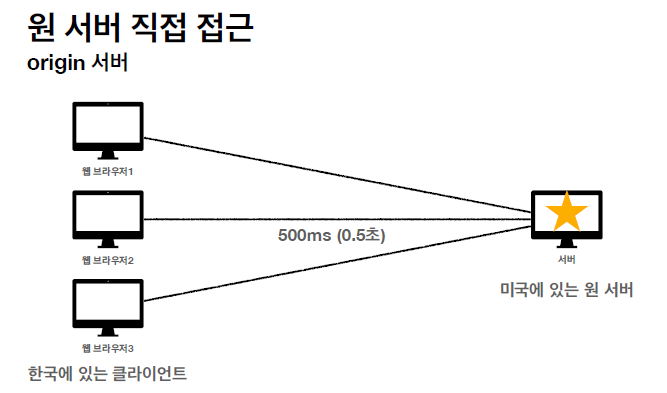 원 서버 직접 접근
origin 서버
웹 브라우저1
웹 브라우저2
500ms (0.5초)
서버
미국에 있는 원 서버
웹 브라우저3
한국에 있는 클라이언트